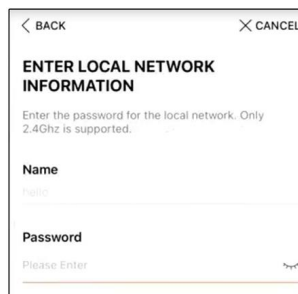 BACK
CANCEL
ENTER LOCAL NETWORK
INFORMATION
Enter the password for the local network. Only
2.4Ghz is supported.
Name
hello
Password
Please Enter